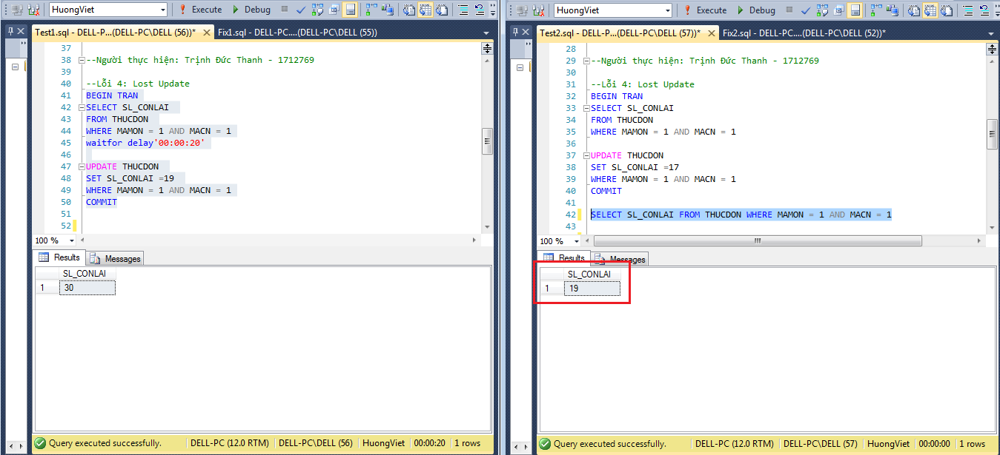 HuongViet
Execute
Debug
Test1.sql - DELL-P...(DELL-PC\DELL (56))*
Fix1.sql - DELL-PC....(DELL-PC\DELL (55))
37
38 --Người thực hiện: Trịnh Đức Thanh - 1712769
39
40 --Lỗi 4: Lost Update
41 BEGIN TRAN
42 SELECT SL_CONLAI
43 FROM THUCDON
44 WHERE MAMON = 1 AND MACN = 1
45 waitfor delay'00:00:20'
46
47 UPDATE THUCDON
48 SET SL_CONLAI =19
49 WHERE MAMON = 1 AND MACN = 1
50 COMMIT
51
52
100 %
Results
Messages
SL_CONLAI
1 30
Query executed successfully.
DELL-PC (12.0 RTM)
DELL-PC\DELL (56)
HuongViet
00:00:20
1 rows
HuongViet
Execute
Debug
Test2.sql - DELL-P...(DELL-PC\DELL (57))*
Fix2.sql - DELL-PC....(DELL-PC\DELL (52))*
28
29 --Người thực hiện: Trịnh Đức Thanh - 1712769
30
31 --Lỗi 4: Lost Update
32 BEGIN TRAN
33 SELECT SL_CONLAI
34 FROM THUCDON
35 WHERE MAMON = 1 AND MACN = 1
36
37 UPDATE THUCDON
38 SET SL_CONLAI =17
39 WHERE MAMON = 1 AND MACN = 1
40 COMMIT
41
42 SELECT SL_CONLAI FROM THUCDON WHERE MAMON = 1 AND MACN = 1
43
100 %
Results
Messages
SL_CONLAI
1 19
Query executed successfully.
DELL-PC (12.0 RTM)
DELL-PC\DELL (57)
HuongViet
00:00:00
1 rows